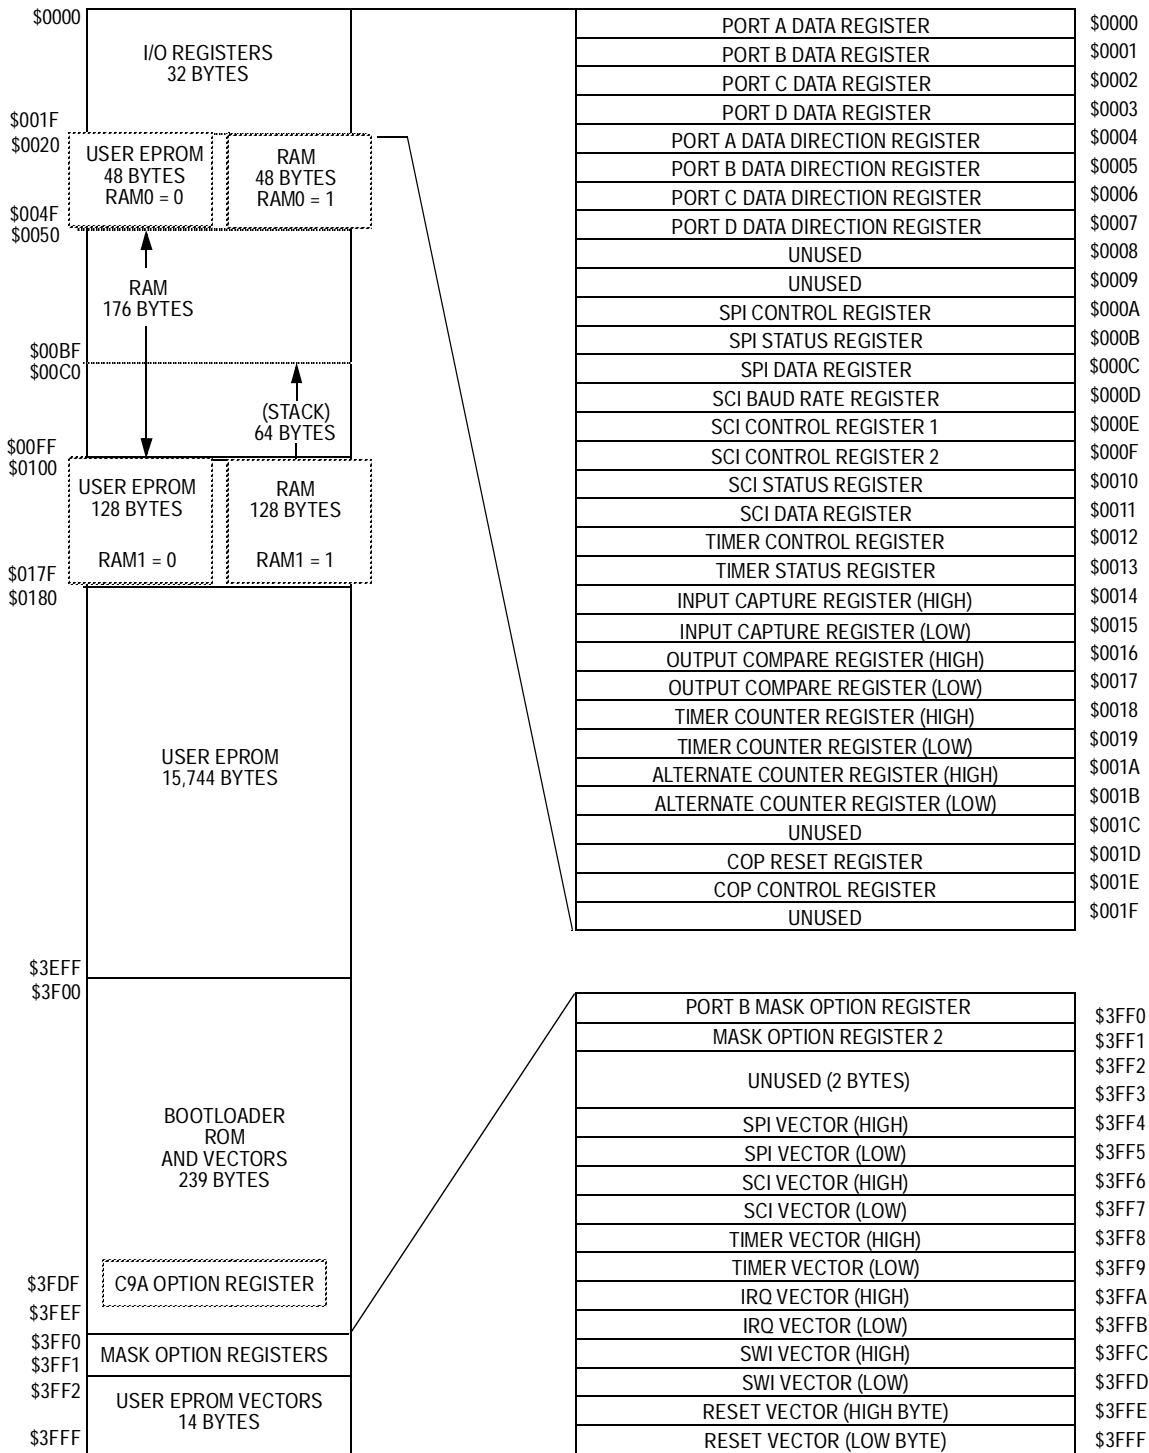 $0000
I/O REGISTERS
32 BYTES
$001F
$0020
USER EPROM
48 BYTES
RAM0 = 0
RAM
48 BYTES
RAM0 = 1
$004F
$0050
RAM
176 BYTES
$00BF
$00C0
(STACK)
64 BYTES
$00FF
$0100
USER EPROM
128 BYTES
RAM1 = 0
RAM
128 BYTES
RAM1 = 1
$017F
$0180
USER EPROM
15,744 BYTES
$3EFF
$3F00
BOOTLOADER
ROM
AND VECTORS
239 BYTES
$3FDF
C9A OPTION REGISTER
$3FEF
$3FF0
$3FF1
MASK OPTION REGISTERS
$3FF2
USER EPROM VECTORS
14 BYTES
$3FFF
PORT A DATA REGISTER $0000
PORT B DATA REGISTER $0001
PORT C DATA REGISTER $0002
PORT D DATA REGISTER $0003
PORT A DATA DIRECTION REGISTER $0004
PORT B DATA DIRECTION REGISTER $0005
PORT C DATA DIRECTION REGISTER $0006
PORT D DATA DIRECTION REGISTER $0007
UNUSED $0008
UNUSED $0009
SPI CONTROL REGISTER $000A
SPI STATUS REGISTER $000B
SPI DATA REGISTER $000C
SCI BAUD RATE REGISTER $000D
SCI CONTROL REGISTER 1 $000E
SCI CONTROL REGISTER 2 $000F
SCI STATUS REGISTER $0010
SCI DATA REGISTER $0011
TIMER CONTROL REGISTER $0012
TIMER STATUS REGISTER $0013
INPUT CAPTURE REGISTER (HIGH) $0014
INPUT CAPTURE REGISTER (LOW) $0015
OUTPUT COMPARE REGISTER (HIGH) $0016
OUTPUT COMPARE REGISTER (LOW) $0017
TIMER COUNTER REGISTER (HIGH) $0018
TIMER COUNTER REGISTER (LOW) $0019
ALTERNATE COUNTER REGISTER (HIGH) $001A
ALTERNATE COUNTER REGISTER (LOW) $001B
UNUSED $001C
COP RESET REGISTER $001D
COP CONTROL REGISTER $001E
UNUSED $001F
PORT B MASK OPTION REGISTER $3FF0
MASK OPTION REGISTER 2 $3FF1
$3FF2
UNUSED (2 BYTES)
$3FF3
SPI VECTOR (HIGH) $3FF4
SPI VECTOR (LOW) $3FF5
SCI VECTOR (HIGH) $3FF6
SCI VECTOR (LOW) $3FF7
TIMER VECTOR (HIGH) $3FF8
TIMER VECTOR (LOW) $3FF9
IRQ VECTOR (HIGH) $3FFA
IRQ VECTOR (LOW) $3FFB
SWI VECTOR (HIGH) $3FFC
SWI VECTOR (LOW) $3FFD
RESET VECTOR (HIGH BYTE) $3FFE
RESET VECTOR (LOW BYTE) $3FFF